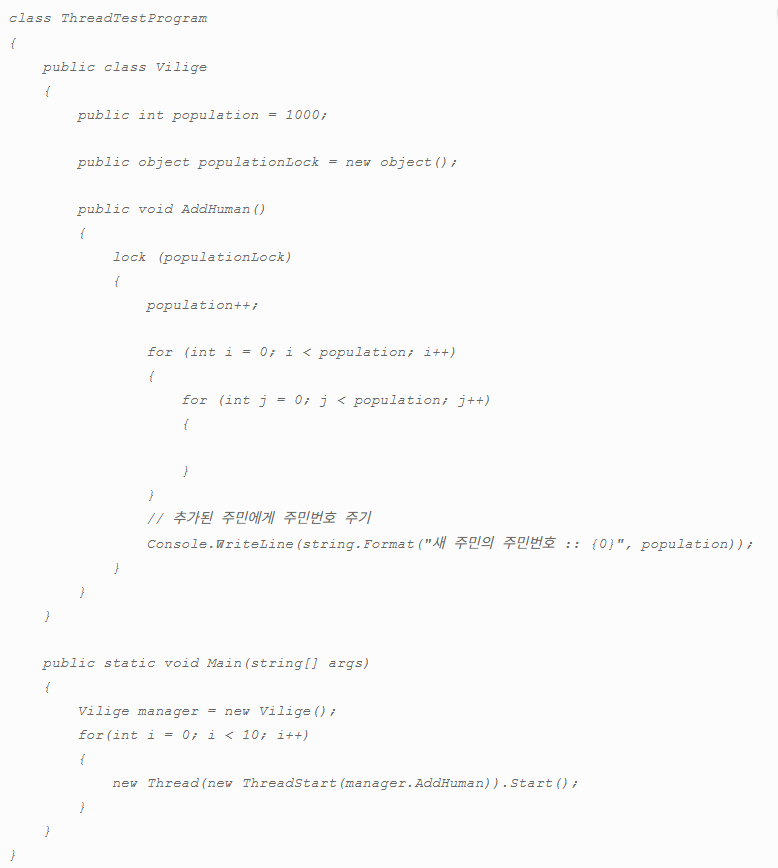 class ThreadTestProgram
{
    public class Vilige
    {
        public int population = 1000;
        public object populationLock = new object();
        public void AddHuman()
        {
            lock (populationLock)
            {
                population++;
                for (int i = 0; i < population; i++)
                {
                    for (int j = 0; j < population; j++)
                    {
                    }
                }
                // 추가된 주민에게 주민번호 주기
                Console.WriteLine(string.Format("새 주민의 주민번호 :: {0}", population));
            }
        }
    }
    public static void Main(string[] args)
    {
        Vilige manager = new Vilige();
        for(int i = 0; i < 10; i++)
        {
            new Thread(new ThreadStart(manager.AddHuman)).Start();
        }
    }
}